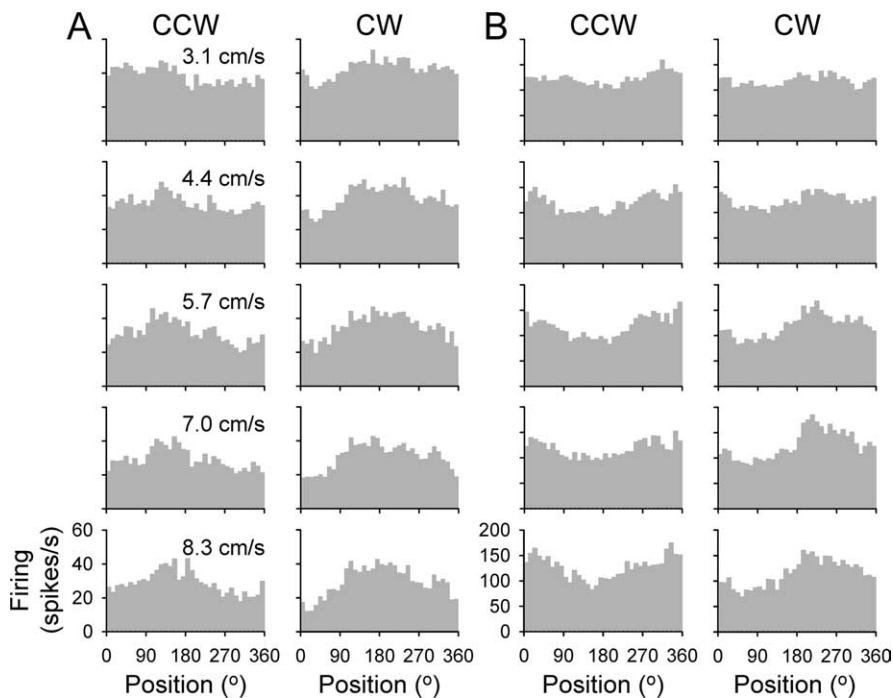 A CCW CW B CCW CW
3.1 cm/s
4.4 cm/s
5.7 cm/s
7.0 cm/s
8.3 cm/s
Firing
(spikes/s)
60
40
20
0
200
150
100
50
0
0 90 180 270 360 0 90 180 270 360 0 90 180 270 360 0 90 180 270 360
Position (º) Position (º) Position (º) Position (º)